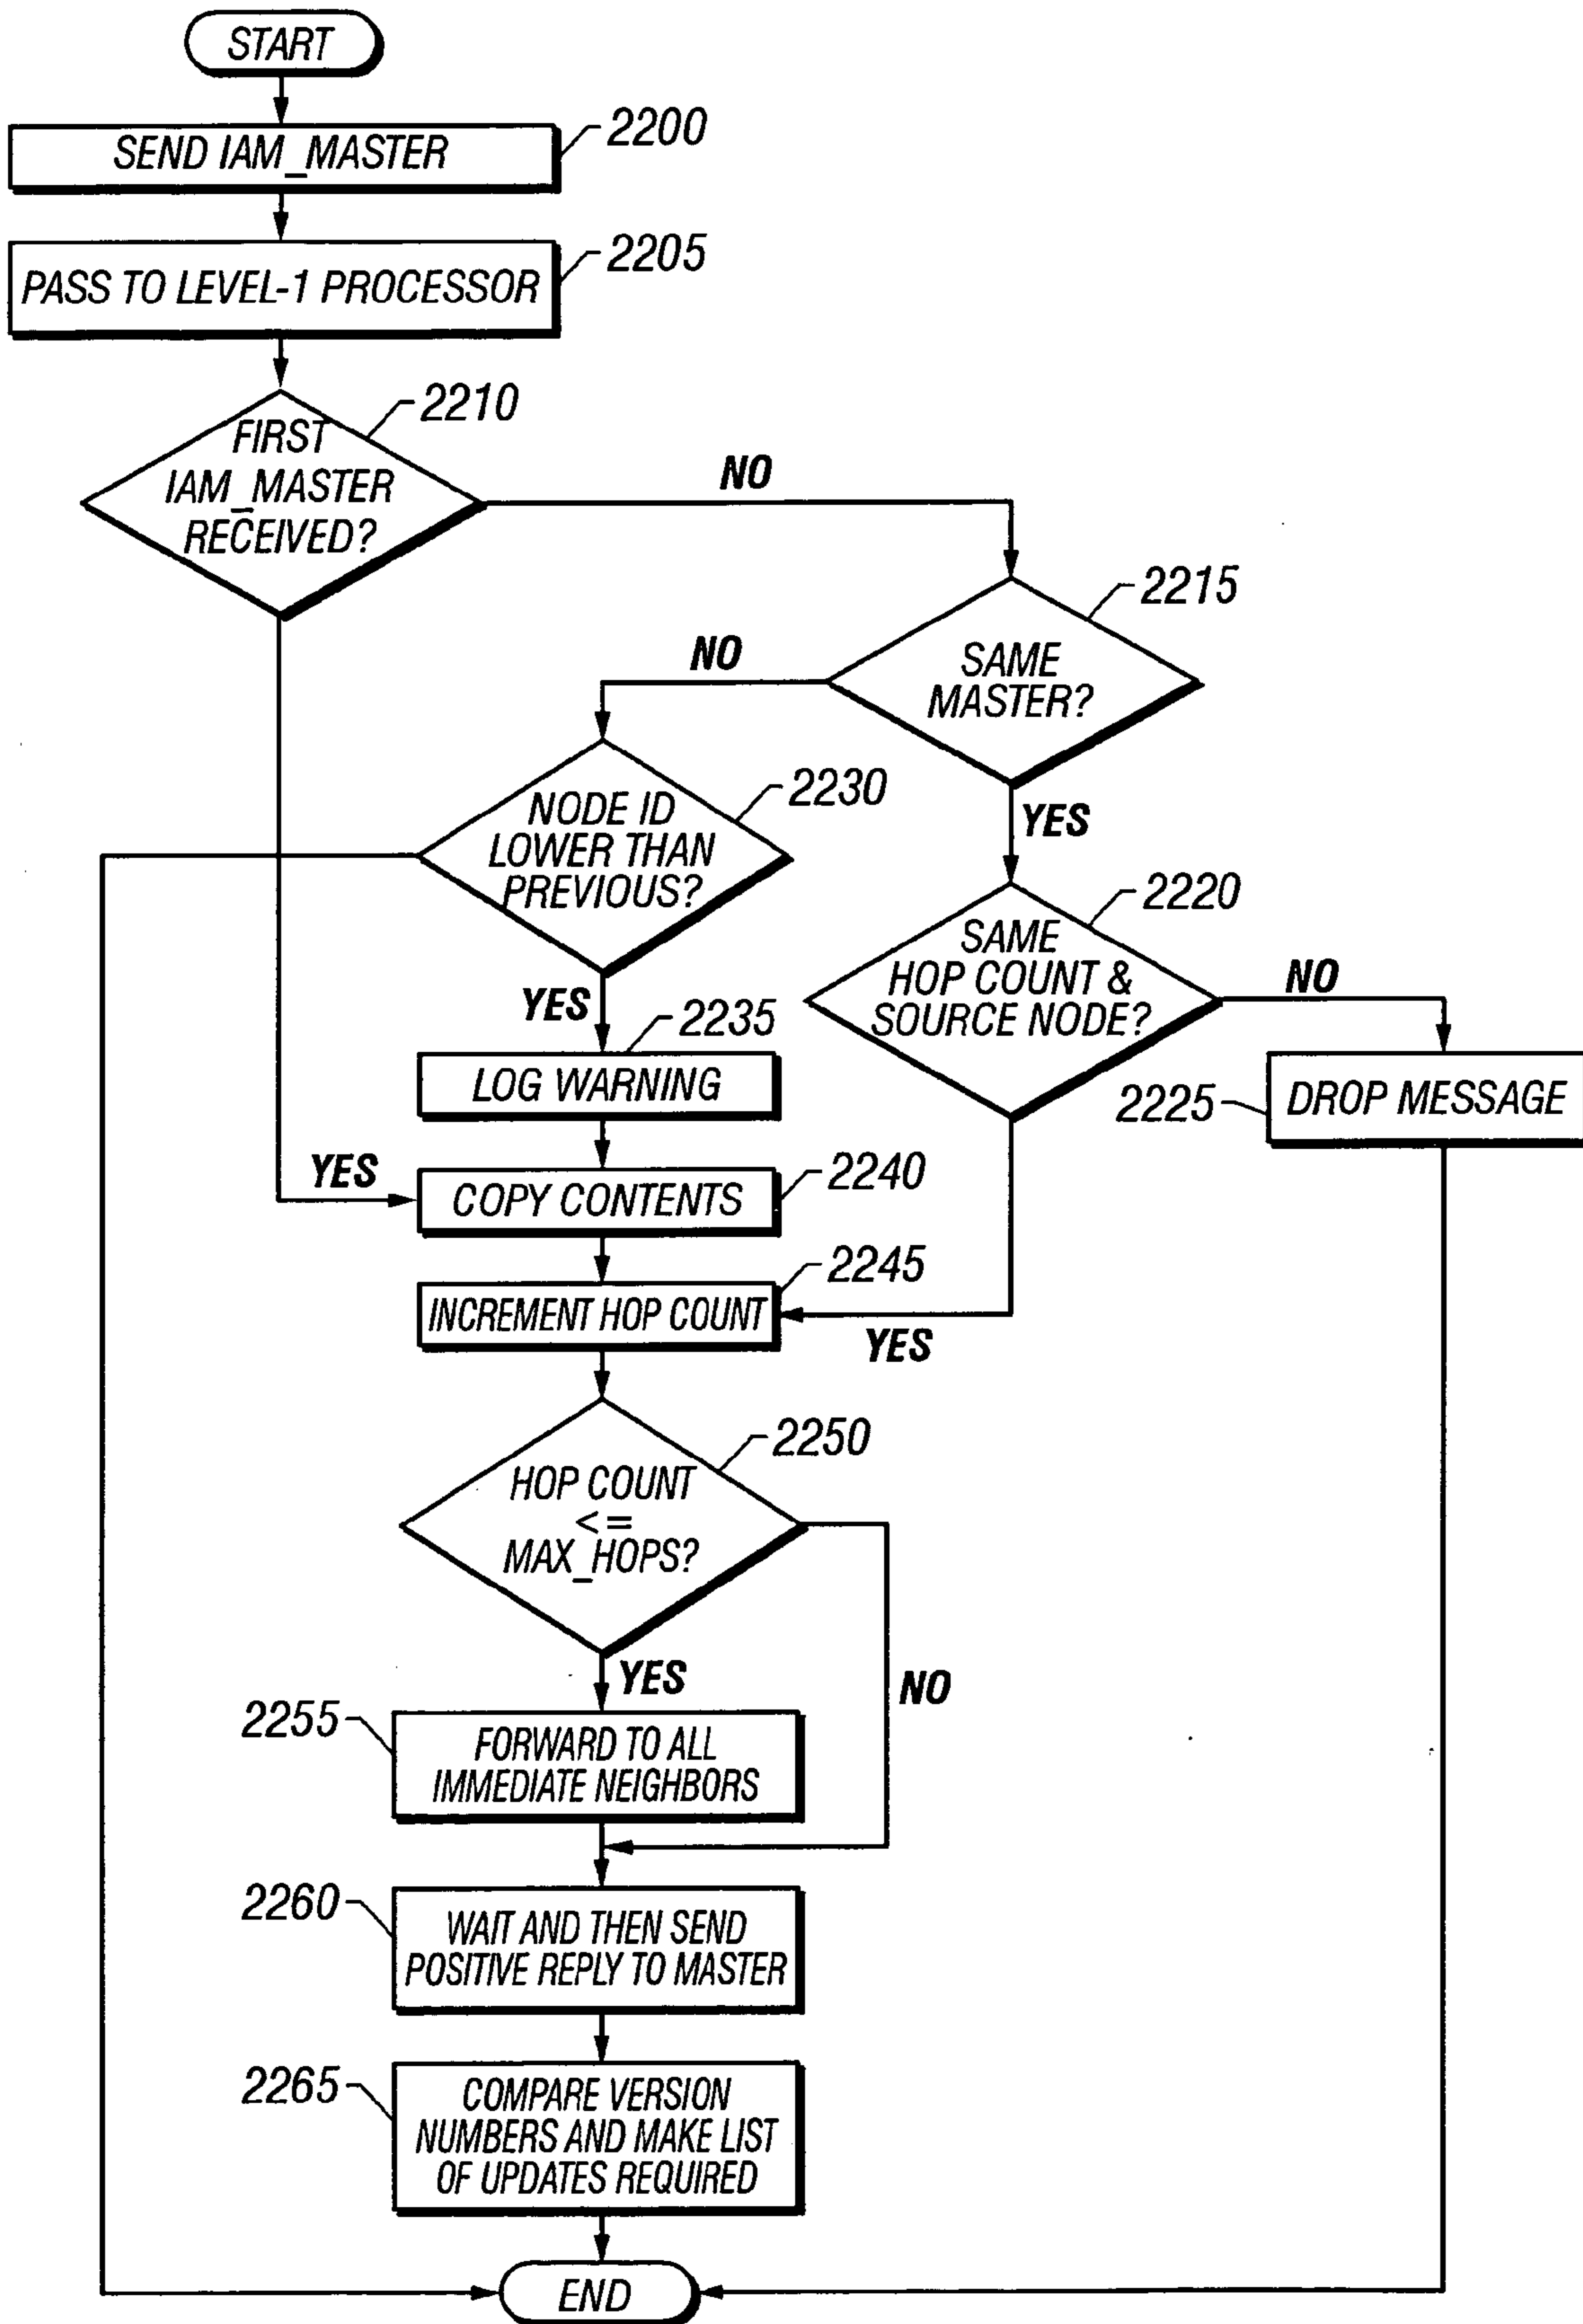 START
SEND IAM_MASTER
2200
PASS TO LEVEL-1 PROCESSOR
2205
FIRST
IAM_MASTER
RECEIVED?
2210
NO
SAME
MASTER?
2215
NO
YES
NODE ID
LOWER THAN
PREVIOUS?
2230
SAME
HOP COUNT &
SOURCE NODE?
2220
NO
YES
LOG WARNING
2235
DROP MESSAGE
2225
YES
COPY CONTENTS
2240
INCREMENT HOP COUNT
2245
YES
HOP COUNT
<=
MAX_HOPS?
2250
YES
NO
2255
FORWARD TO ALL
IMMEDIATE NEIGHBORS
2260
WAIT AND THEN SEND
POSITIVE REPLY TO MASTER
2265
COMPARE VERSION
NUMBERS AND MAKE LIST
OF UPDATES REQUIRED
END